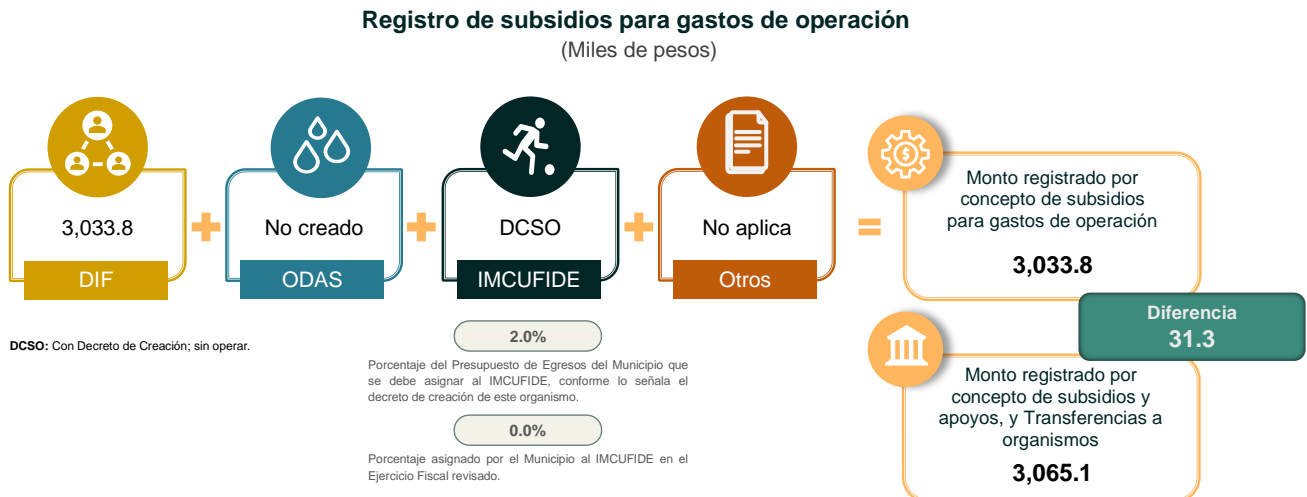 Registro de subsidios para gastos de operación
(Miles de pesos)
3,033.8
DIF
No creado
ODAS
DCSO
IMCUFIDE
No aplica
Otros
Monto registrado por
concepto de subsidios
para gastos de operación
3,033.8
Diferencia
31.3
Monto registrado por
concepto de subsidios y
apoyos, y Transferencias a
organismos
3,065.1
DCSO: Con Decreto de Creación; sin operar.
2.0%
Porcentaje del Presupuesto de Egresos del Municipio que
se debe asignar al IMCUFIDE, conforme lo señala el
decreto de creación de este organismo.
0.0%
Porcentaje asignado por el Municipio al IMCUFIDE en el
Ejercicio Fiscal revisado.